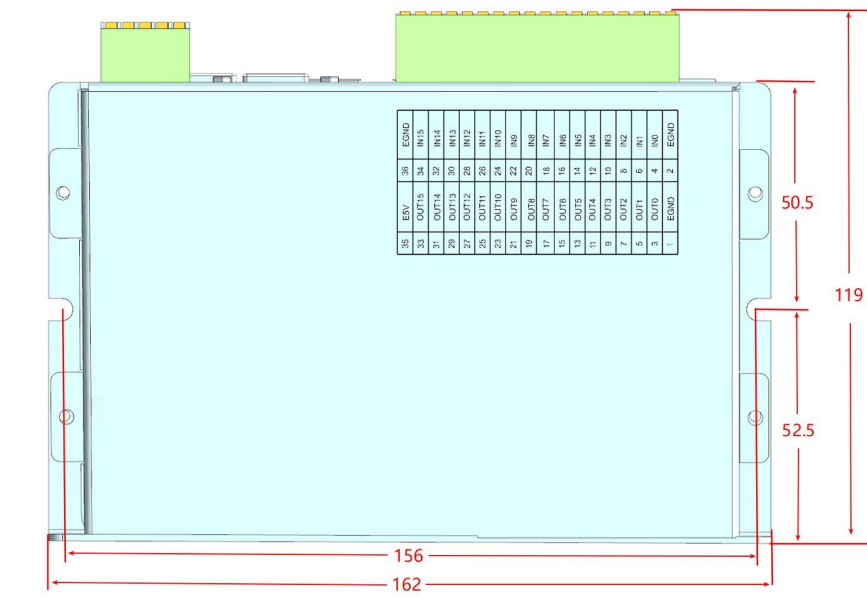 35 E5V 36 EGND
33 OUT15 34 IN15
31 OUT14 32 IN14
29 OUT13 30 IN13
27 OUT12 28 IN12
25 OUT11 26 IN11
23 OUT10 24 IN10
21 OUT9 22 IN9
19 OUT8 20 IN8
17 OUT7 18 IN7
15 OUT6 16 IN6
13 OUT5 14 IN5
11 OUT4 12 IN4
9 OUT3 10 IN3
7 OUT2 8 IN2
5 OUT1 6 IN1
3 OUT0 4 IN0
1 EGND 2 EGND
50.5
119
52.5
156
162